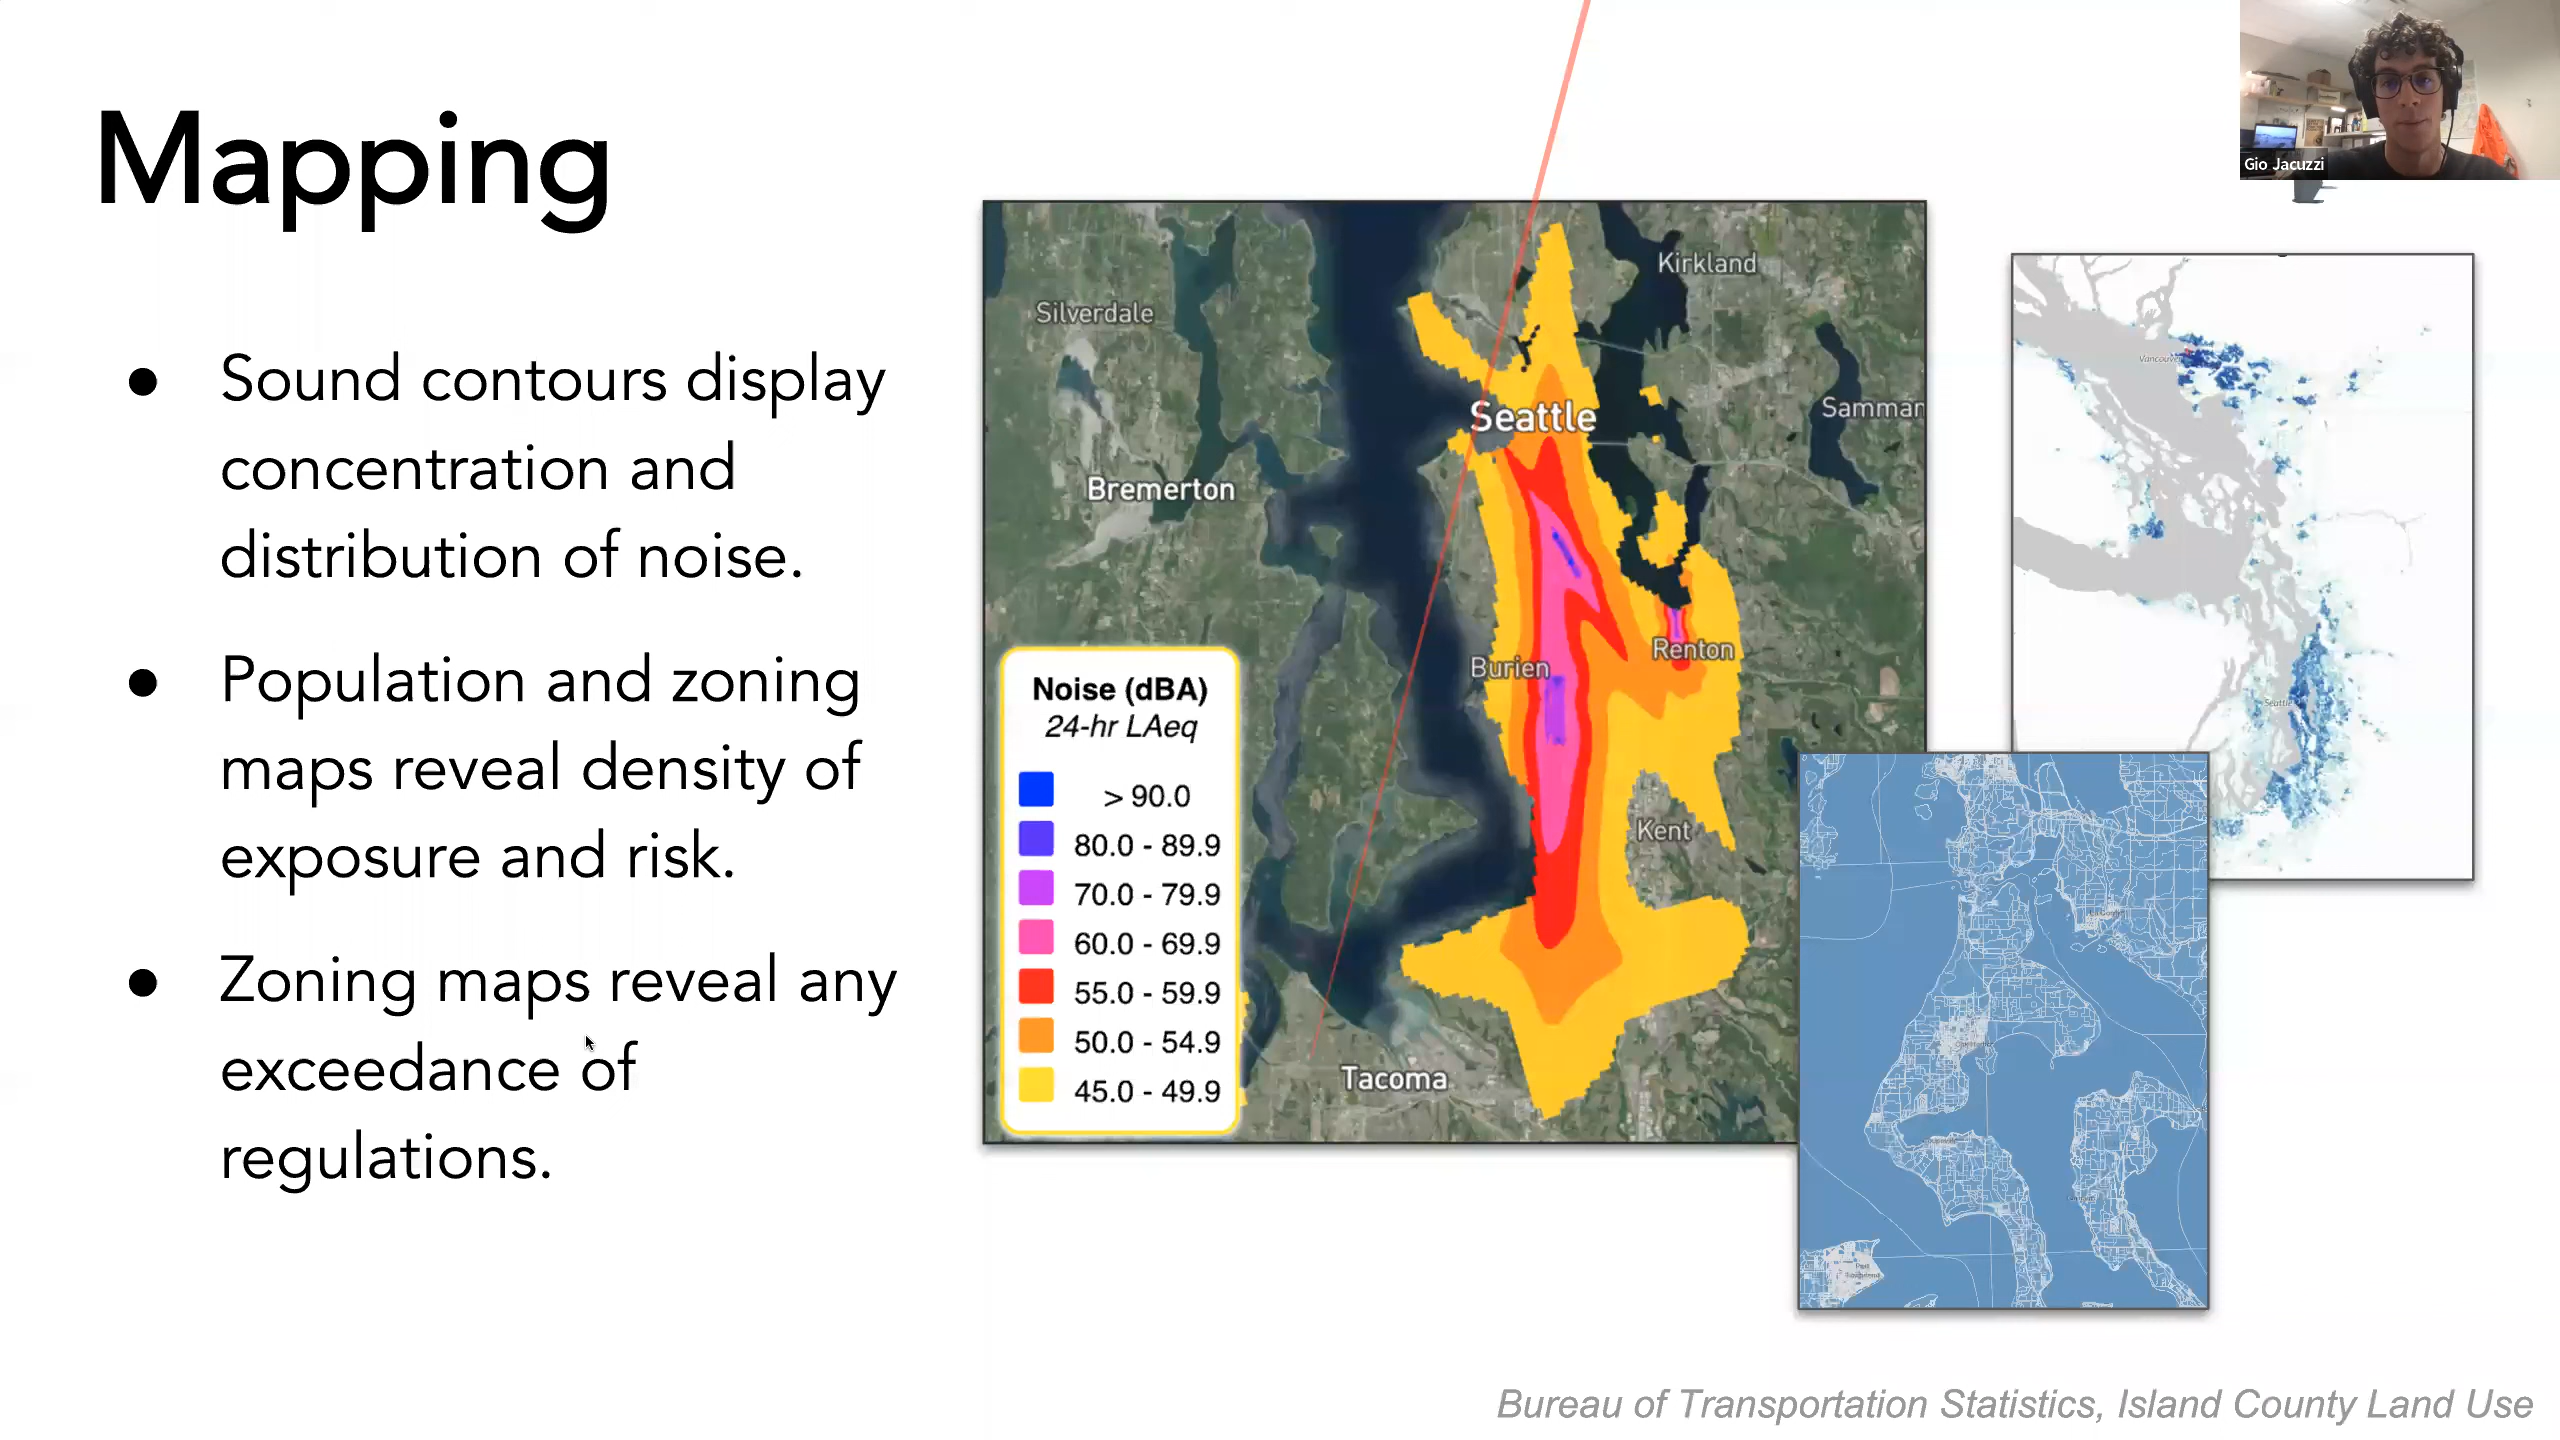 Mapping
● Sound contours display
concentration and
distribution of noise.
● Population and zoning
maps reveal density of
exposure and risk.
● Zoning maps reveal any
exceedance of
regulations.
Gio Jacuzzi
Silverdale
Kirkland
Seattle
Samman
Bremerton
Burien
Renton
Kent
Tacoma
Noise (dBA)
24-hr LAeq
> 90.0
80.0 - 89.9
70.0 - 79.9
60.0 - 69.9
55.0 - 59.9
50.0 - 54.9
45.0 - 49.9
Vancouver
Seattle
Port
Townsend
Bureau of Transportation Statistics, Island County Land Use